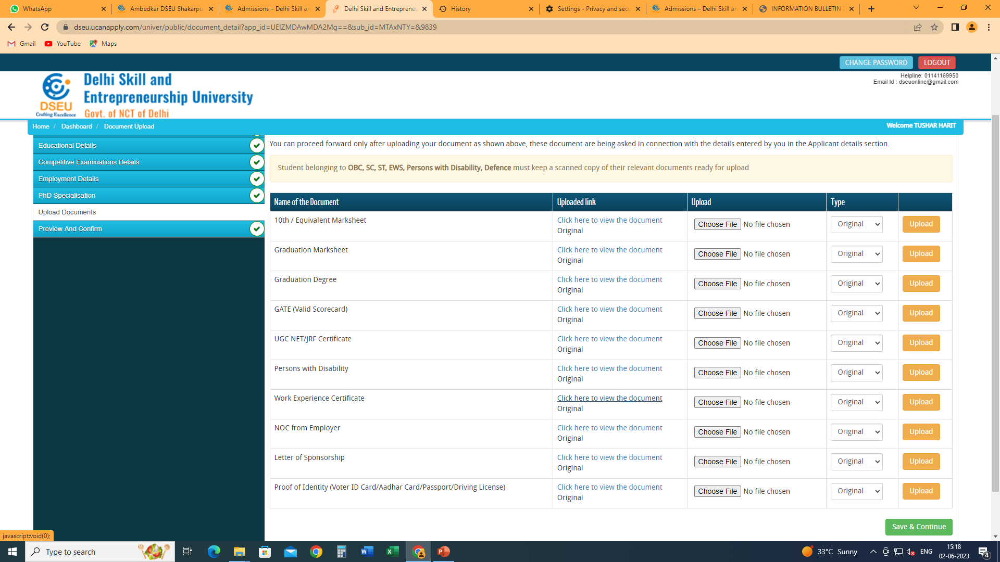 WhatsApp
Ambedkar DSEU Shakarpu
Admissions – Delhi Skill an
Delhi Skill and Entrepreneu
History
Settings - Privacy and secu
Admissions – Delhi Skill an
INFORMATION BULLETIN
dseu.ucanapply.com/univer/public/document_detail?app_id=UElZMDAwMDA2Mg==&sub_id=MTAxNTY=&9839
Gmail
YouTube
Maps
CHANGE PASSWORD
LOGOUT
Helpline: 01141169950
Email Id : dseuonline@gmail.com
DSEU
Crafting Excellence
Delhi Skill and
Entrepreneurship University
Govt. of NCT of Delhi
Home / Dashboard / Document Upload
Welcome TUSHAR HARIT
Educational Details
Competitive Examinations Details
Employment Details
PhD Specialisation
Upload Documents
Preview And Confirm
You can proceed forward only after uploading your document as shown above, these document are being asked in connection with the details entered by you in the Applicant details section.
Student belonging to OBC, SC, ST, EWS, Persons with Disability, Defence must keep a scanned copy of their relevant documents ready for upload
Name of the Document Uploaded link Upload Type
10th / Equivalent Marksheet Click here to view the document Choose File No file chosen Original Upload
Original
Graduation Marksheet Click here to view the document Choose File No file chosen Original Upload
Original
Graduation Degree Click here to view the document Choose File No file chosen Original Upload
Original
GATE (Valid Scorecard) Click here to view the document Choose File No file chosen Original Upload
Original
UGC NET/JRF Certificate Click here to view the document Choose File No file chosen Original Upload
Original
Persons with Disability Click here to view the document Choose File No file chosen Original Upload
Original
Work Experience Certificate Click here to view the document Choose File No file chosen Original Upload
Original
NOC from Employer Click here to view the document Choose File No file chosen Original Upload
Original
Letter of Sponsorship Click here to view the document Choose File No file chosen Original Upload
Original
Proof of Identity (Voter ID Card/Aadhar Card/Passport/Driving License) Click here to view the document Choose File No file chosen Original Upload
Original
Save & Continue
javascript:void(0);
Type to search
33°C Sunny
ENG
15:18
02-06-2023
4